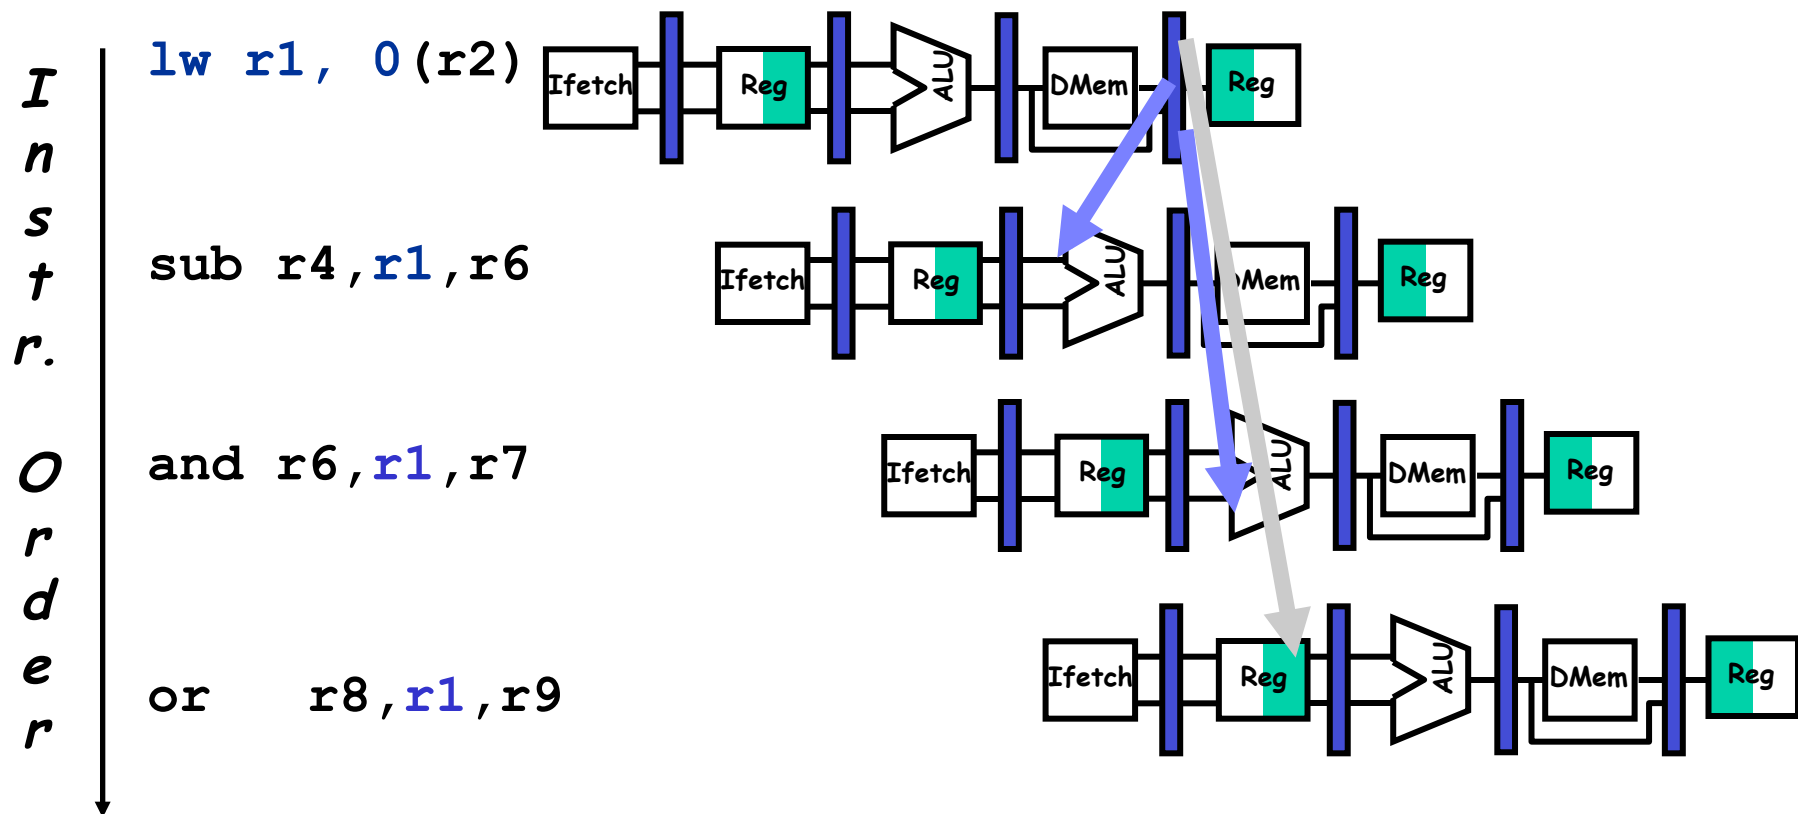 Instr. Order
lw r1, 0(r2)
Ifetch Reg ALU DMem Reg
sub r4,r1,r6
Ifetch Reg ALU DMem Reg
and r6,r1,r7
Ifetch Reg ALU DMem Reg
or r8,r1,r9
Ifetch Reg ALU DMem Reg